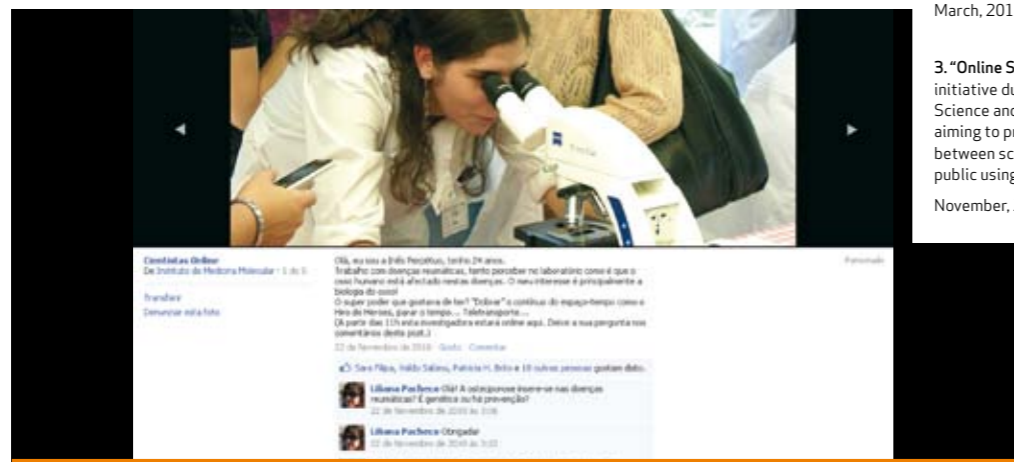 March, 201
3. “Online S
initiative du
Science and
aiming to pr
between sc
public using
November,
Cientistas Online
De Instituto de Medicina Molecular · 1 de 5
Transferir
Denunciar esta foto
Olá, eu sou a Inês Perpétuo, tenho 24 anos.
Trabalho com doenças reumáticas, tento perceber no laboratório como é que o
osso humano está afectado nestas doenças. O meu interesse é principalmente a
biologia do osso!
O super poder que gostava de ter? "Dobrar" o contínuo do espaço-tempo como o
Hiro de Heroes, parar o tempo... Teletransporte...
(A partir das 11h esta investigadora estará online aqui. Deixe a sua pergunta nos
comentários deste post.)
22 de Novembro de 2010 · Gosto · Comentar
Sara Filipa, Patrícia H. Brito e 18 outras pessoas gostam disto.
Liliana Pacheco Olá! A osteoporose insere-se nas doenças
reumáticas? É genética ou há prevenção?
22 de Novembro de 2010 às
Liliana Pacheco Obrigada!
22 de Novembro de 2010 às
Patrocinado